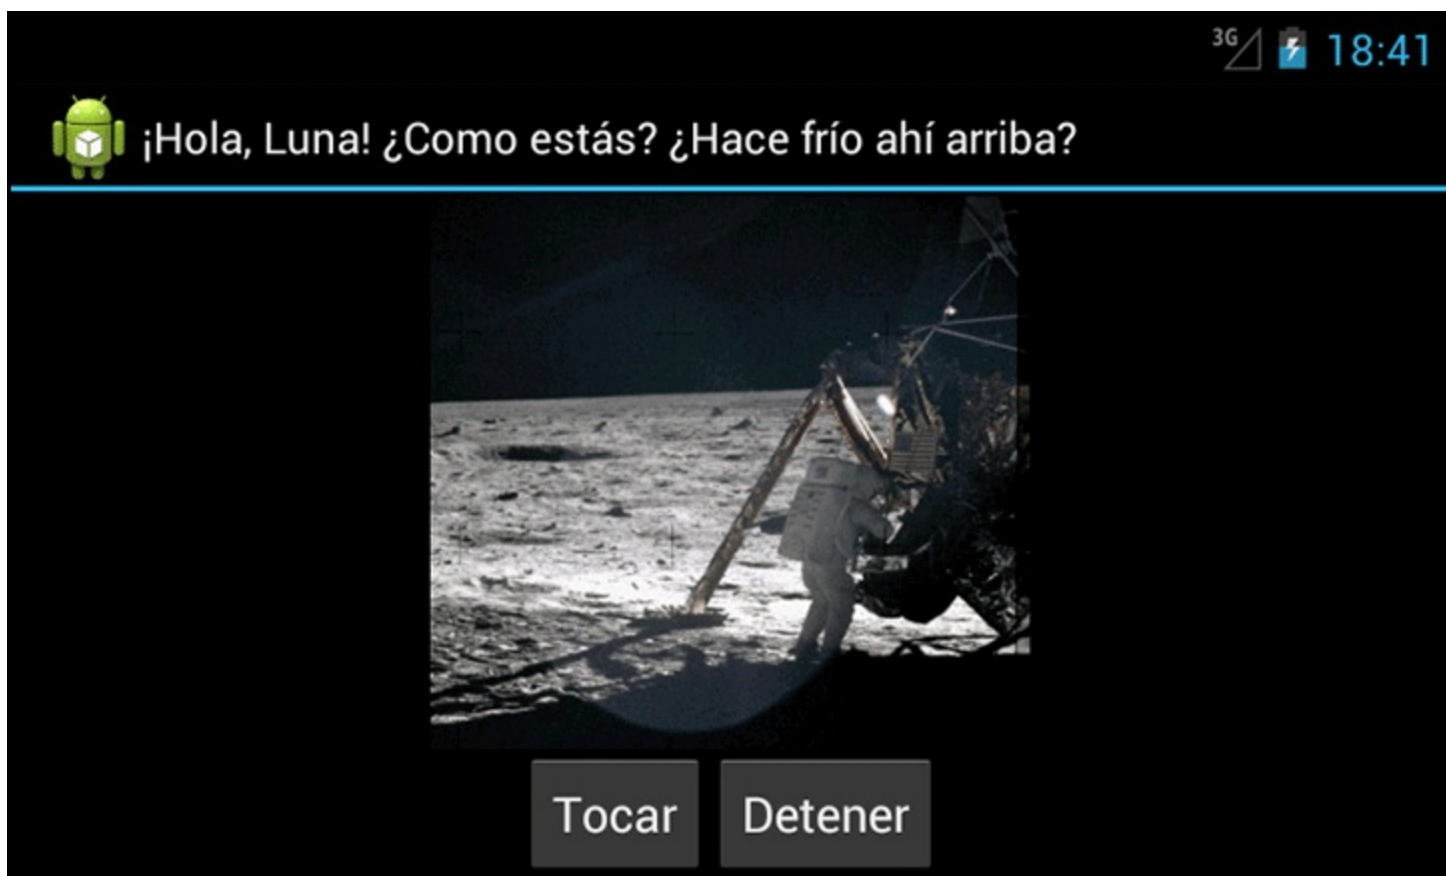 3G 18:41
¡Hola, Luna! ¿Como estás? ¿Hace frío ahí arriba?
Tocar Detener